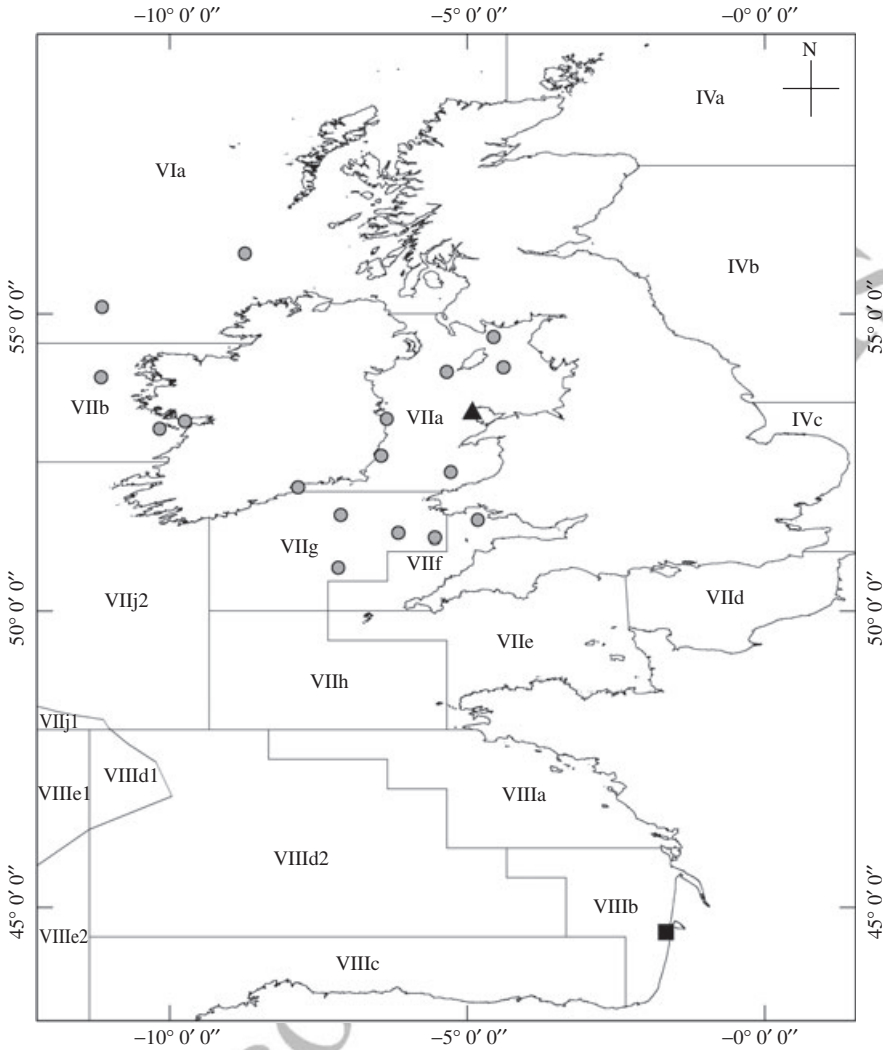 −10° 0′ 0″ −5° 0′ 0″ −0° 0′ 0″
N
IVa
VIa
IVb
55° 0′ 0″ 55° 0′ 0″
VIIb VIIa IVc
VIIg VIIf
VIIj2 VIId
50° 0′ 0″ 50° 0′ 0″
VIIe
VIIh
VIIj1
VIIIe1 VIIId1 VIIIa
VIIId2
45° 0′ 0″ VIIIb 45° 0′ 0″
VIIIe2
VIIIc
−10° 0′ 0″ −5° 0′ 0″ −0° 0′ 0″